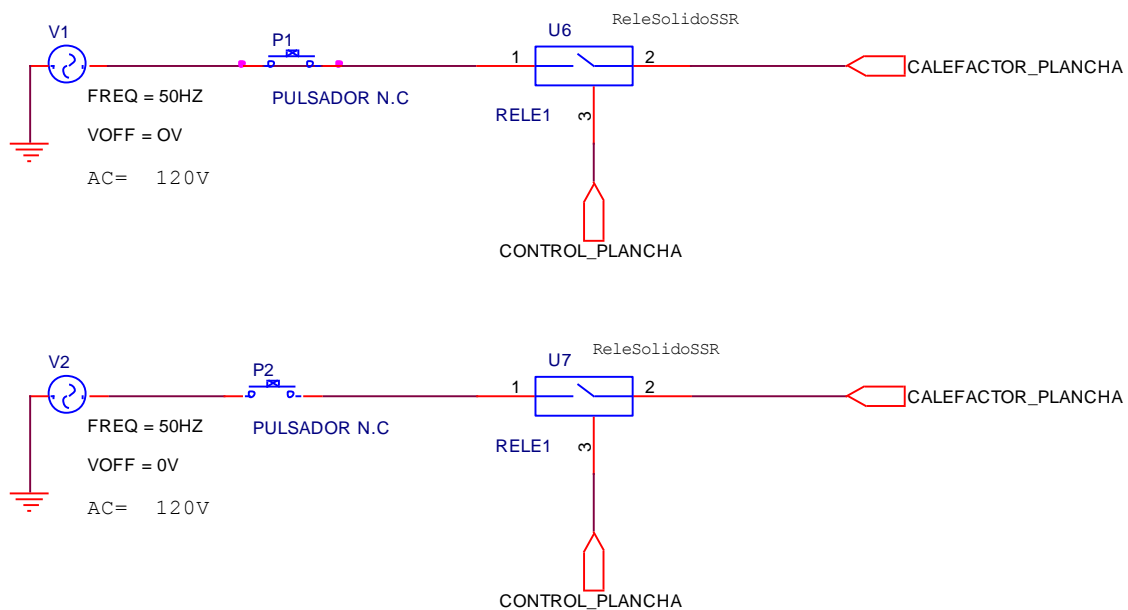 ReleSolidoSSR
V1
P1
U6
1
2
CALEFACTOR_PLANCHA
FREQ = 50HZ
PULSADOR N.C
RELE1
3
VOFF = OV
AC= 120V
CONTROL_PLANCHA
ReleSolidoSSR
V2
P2
U7
1
2
CALEFACTOR_PLANCHA
FREQ = 50HZ
PULSADOR N.C
RELE1
3
VOFF = 0V
AC= 120V
CONTROL_PLANCHA